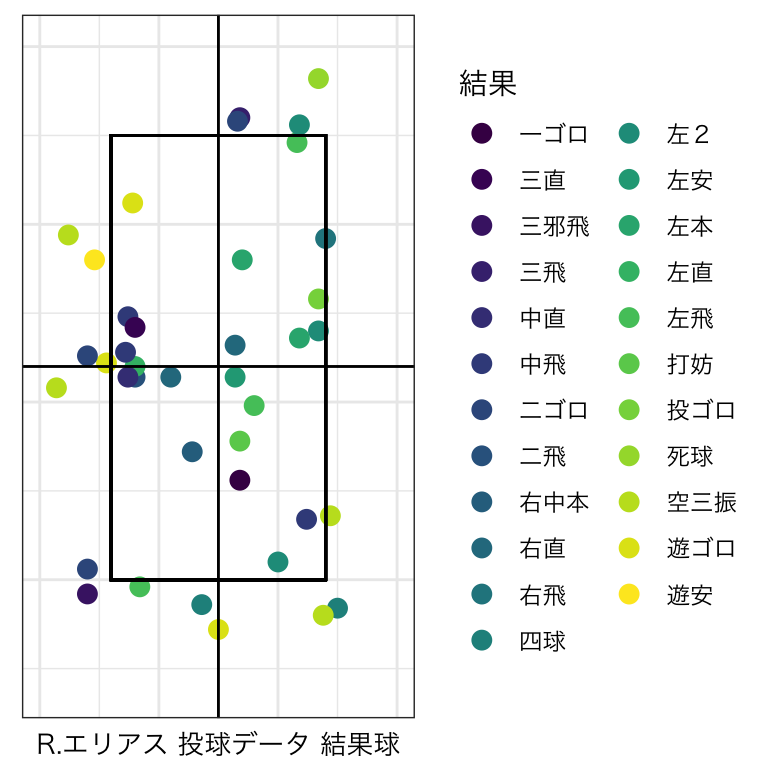 結果
一ゴロ
三直
三邪飛
三飛
中直
中飛
二ゴロ
二飛
右中本
右直
右飛
四球
左２
左安
左本
左直
左飛
打妨
投ゴロ
死球
空三振
遊ゴロ
遊安
R.エリアス 投球データ 結果球